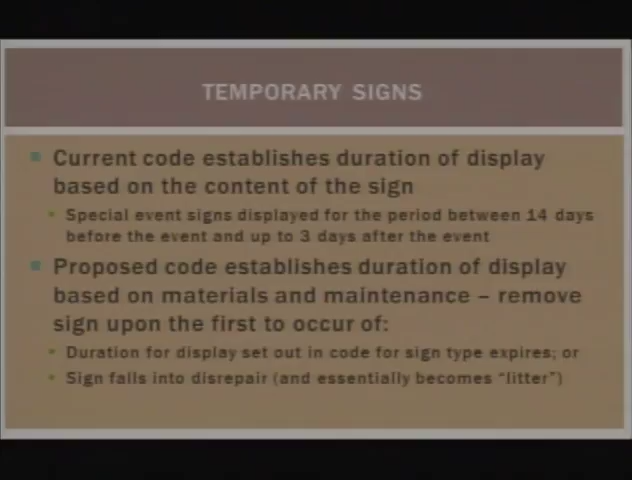 TEMPORARY SIGNS
Current code establishes duration of display
based on the content of the sign
Special event signs displayed for the period between 14 days
before the event and up to 3 days after the event
Proposed code establishes duration of display
based on materials and maintenance – remove
sign upon the first to occur of:
Duration for display set out in code for sign type expires; or
Sign falls into disrepair (and essentially becomes "litter")